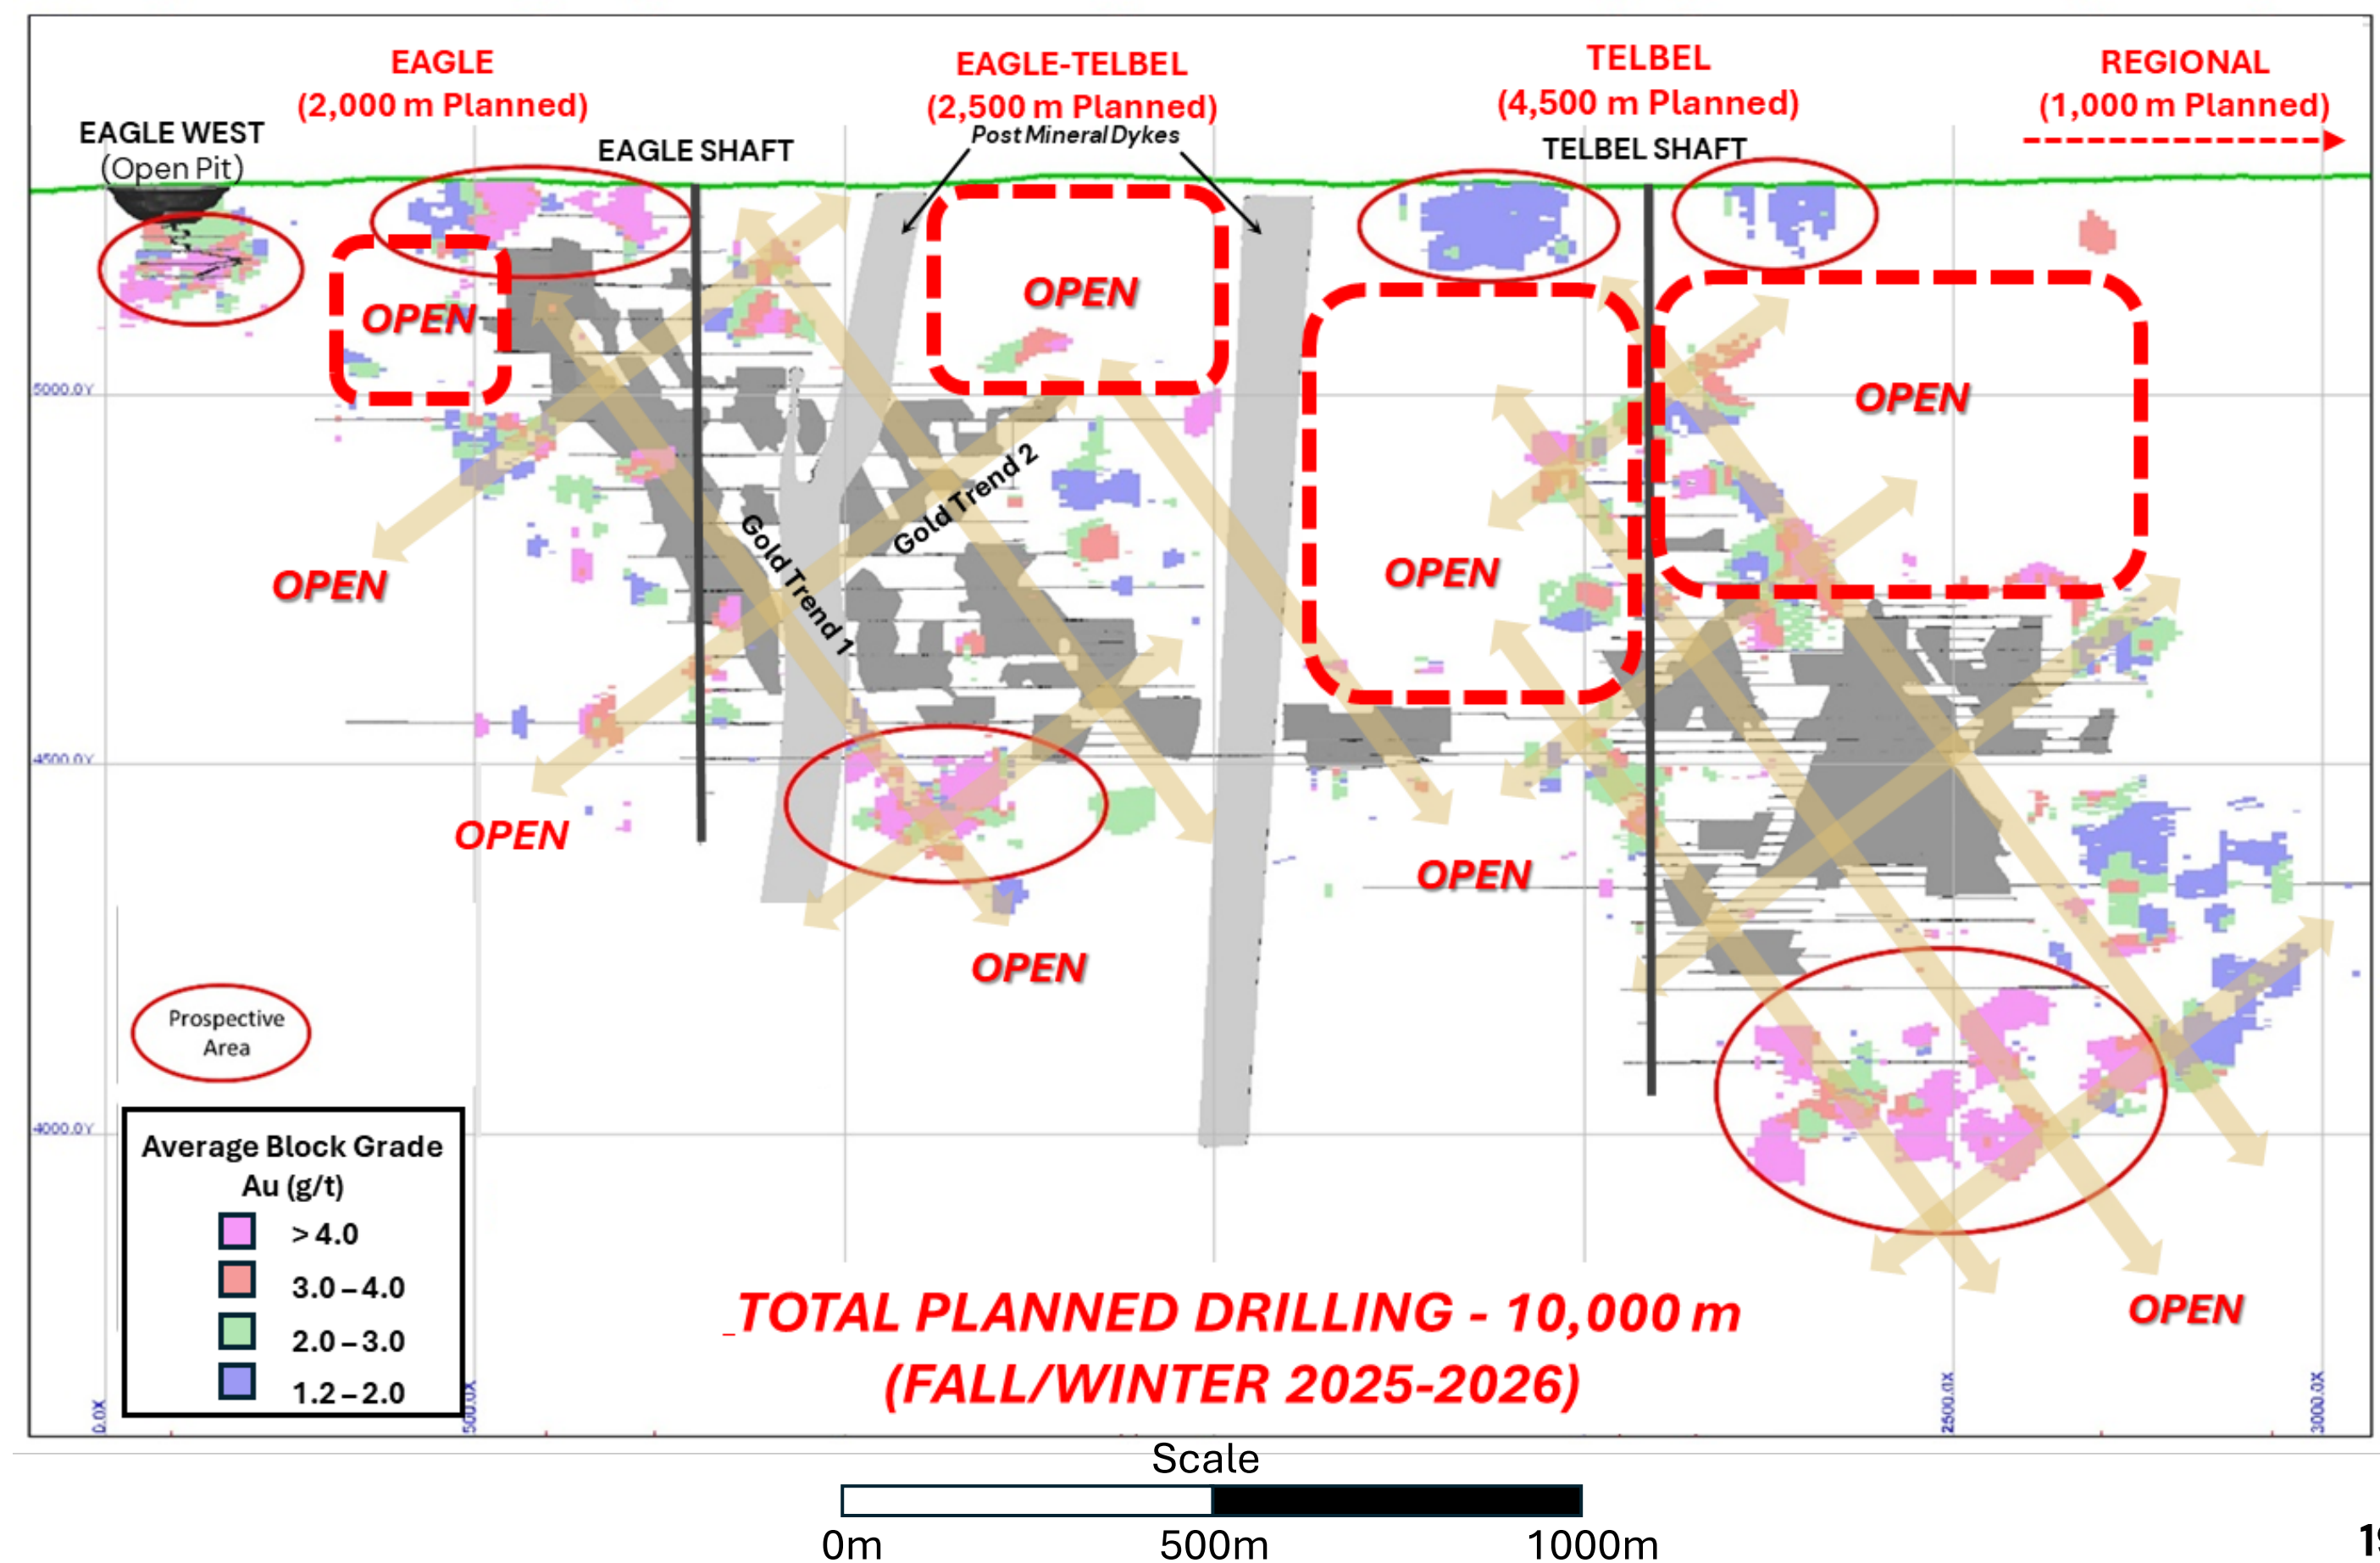 EAGLE
(2,000 m Planned)
EAGLE-TELBEL
(2,500 m Planned)
TELBEL
(4,500 m Planned)
REGIONAL
(1,000 m Planned)
EAGLE WEST
(Open Pit)
EAGLE SHAFT
Post Mineral Dykes
TELBEL SHAFT
OPEN
OPEN
OPEN
OPEN
OPEN
OPEN
OPEN
OPEN
OPEN
OPEN
Gold Trend 1
Gold Trend 2
5000.0Y
4500.0Y
4000.0Y
Prospective
Area
Average Block Grade
Au (g/t)
> 4.0
3.0 – 4.0
2.0 – 3.0
1.2 – 2.0
_TOTAL PLANNED DRILLING - 10,000 m
(FALL/WINTER 2025-2026)
0.0X
500.0X
2500.0X
3000.0X
Scale
0m
500m
1000m